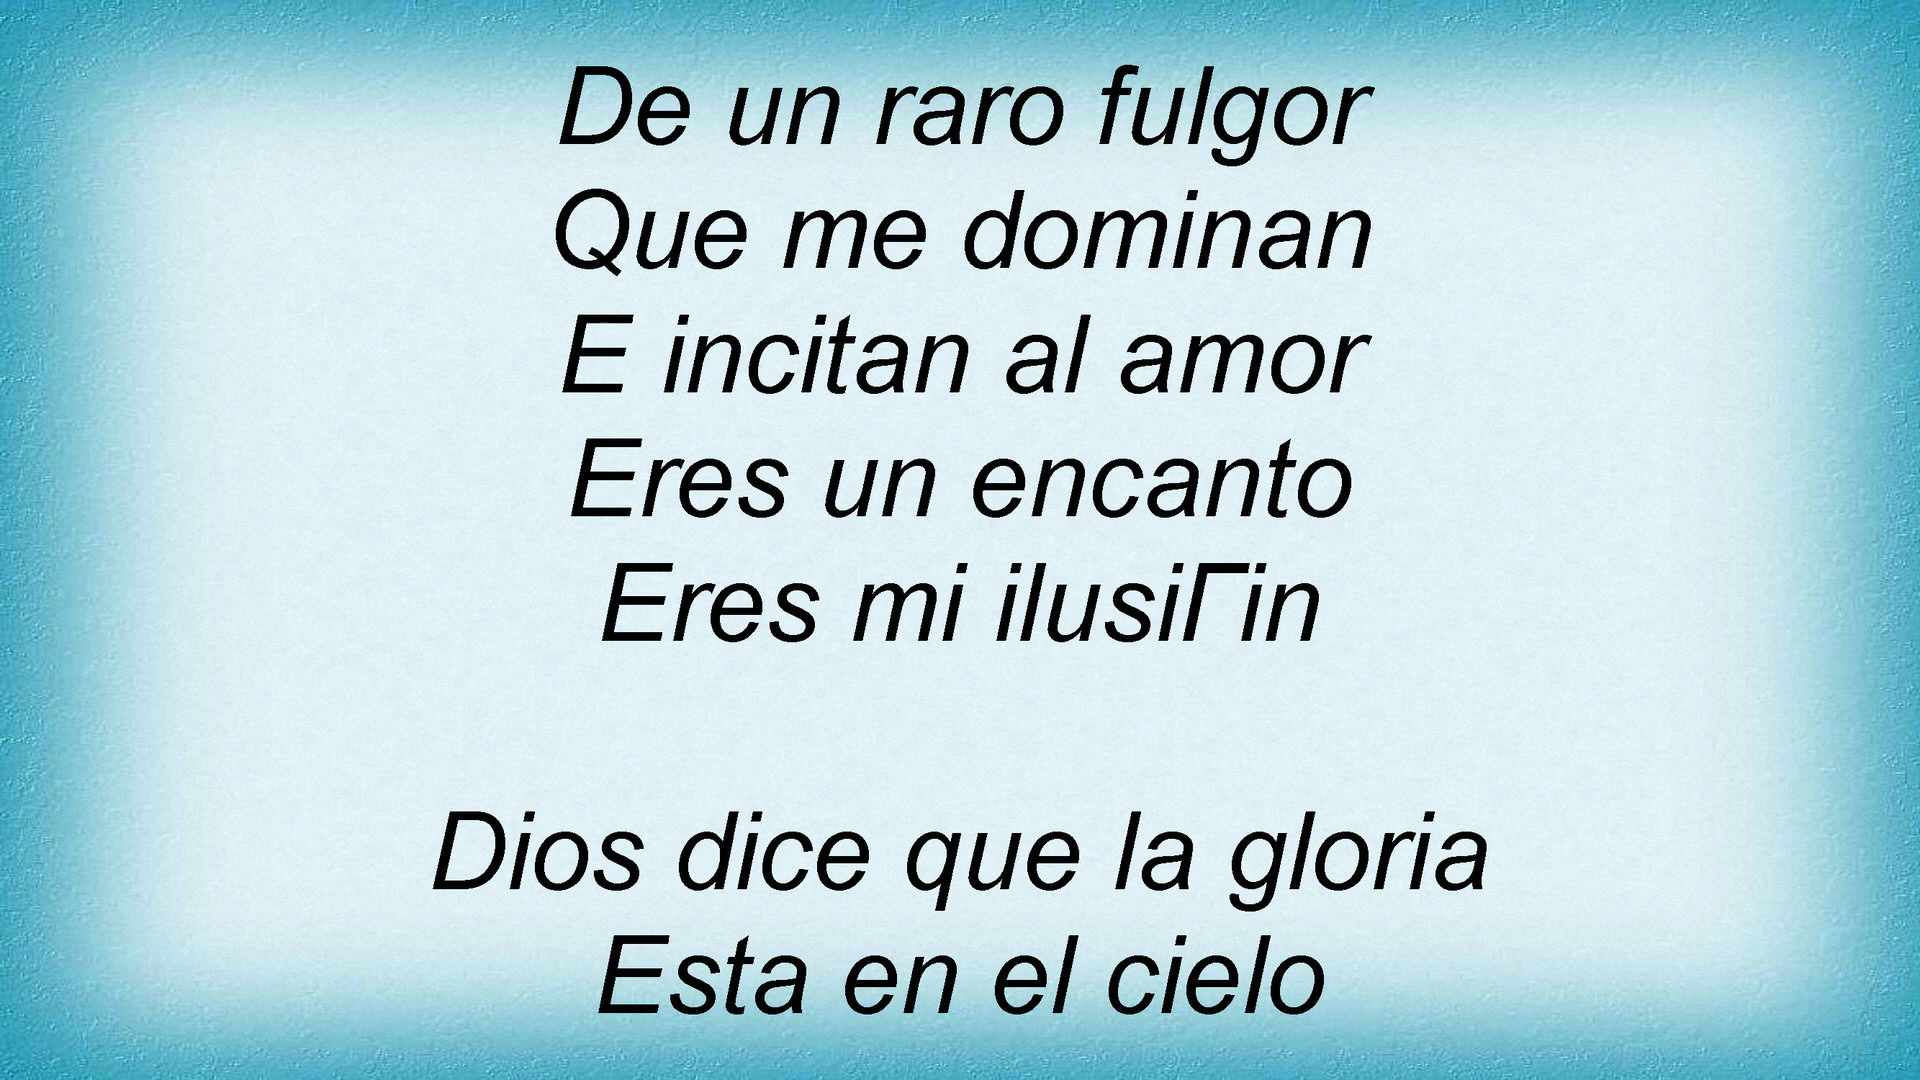 De un raro fulgor
Que me dominan
E incitan al amor
Eres un encanto
Eres mi ilusiГіn
Dios dice que la gloria
Esta en el cielo